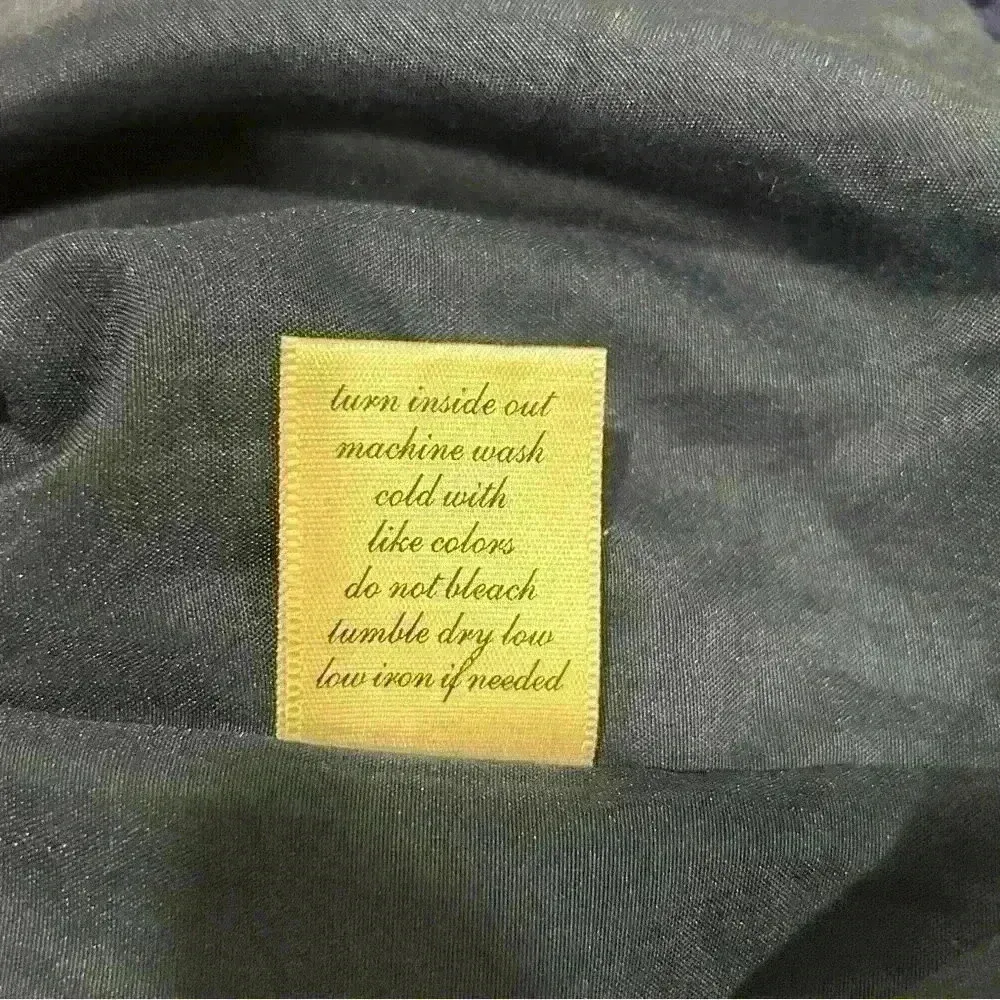 turn inside out
machine wash
cold with
like colors
do not bleach
tumble dry low
low iron if needed